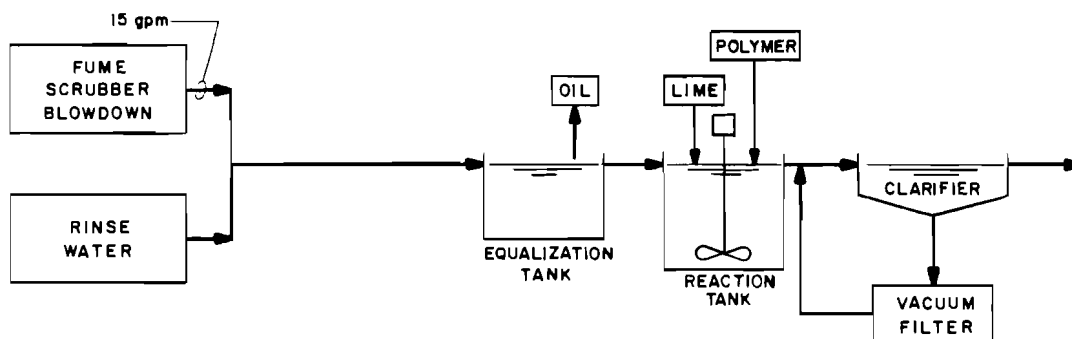 15 gpm
FUME
SCRUBBER
BLOWDOWN
RINSE
WATER
OIL
EQUALIZATION
TANK
LIME
POLYMER
REACTION
TANK
CLARIFIER
VACUUM
FILTER